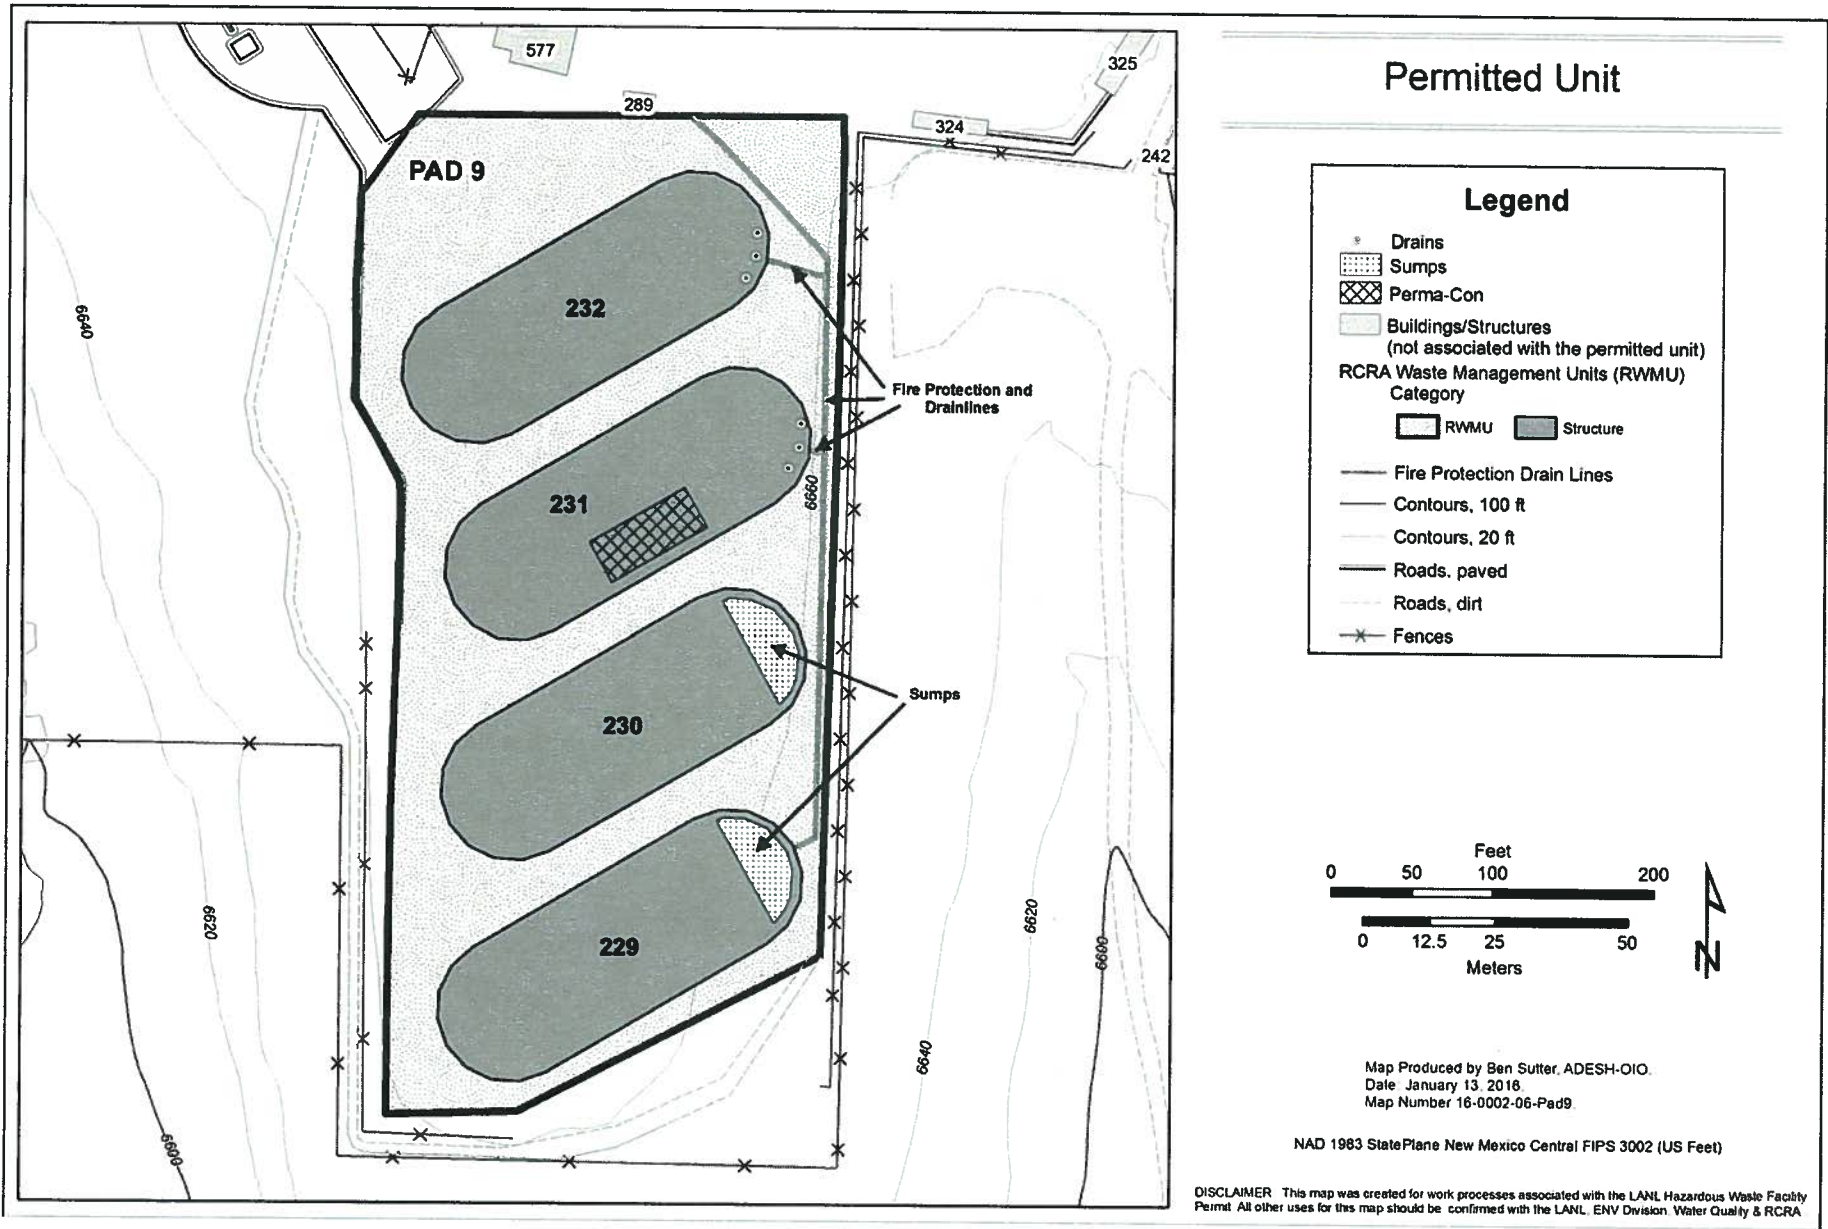 577
325
289
324
242
PAD 9
232
6640
Fire Protection and
Drainlines
231
6660
Sumps
230
229
6620
6620
6600
6640
6600
Permitted Unit
Legend
Drains
Sumps
Perma-Con
Buildings/Structures
(not associated with the permitted unit)
RCRA Waste Management Units (RWMU)
Category
RWMU Structure
Fire Protection Drain Lines
Contours, 100 ft
Contours, 20 ft
Roads, paved
Roads, dirt
Fences
Feet
0 50 100 200
0 12.5 25 50
Meters
N
Map Produced by Ben Sutter, ADESH-OIO.
Date January 13, 2016.
Map Number 16-0002-06-Pad9.
NAD 1983 StatePlane New Mexico Central FIPS 3002 (US Feet)
DISCLAIMER This map was created for work processes associated with the LANL Hazardous Waste Facility
Permit All other uses for this map should be confirmed with the LANL, ENV Division, Water Quality & RCRA